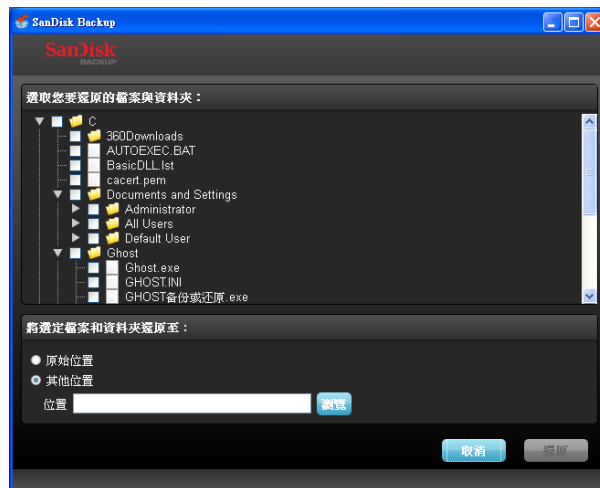 SanDisk Backup
SanDisk
BACKUP
選取您要還原的檔案與資料夾：
C
360Downloads
AUTOEXEC.BAT
BasicDLL.lst
cacert.pem
Documents and Settings
Administrator
All Users
Default User
Ghost
Ghost.exe
GHOST.INI
GHOST备份或还原.exe
將選定檔案和資料夾還原至：
原始位置
其他位置
位置 瀏覽
取消 還原